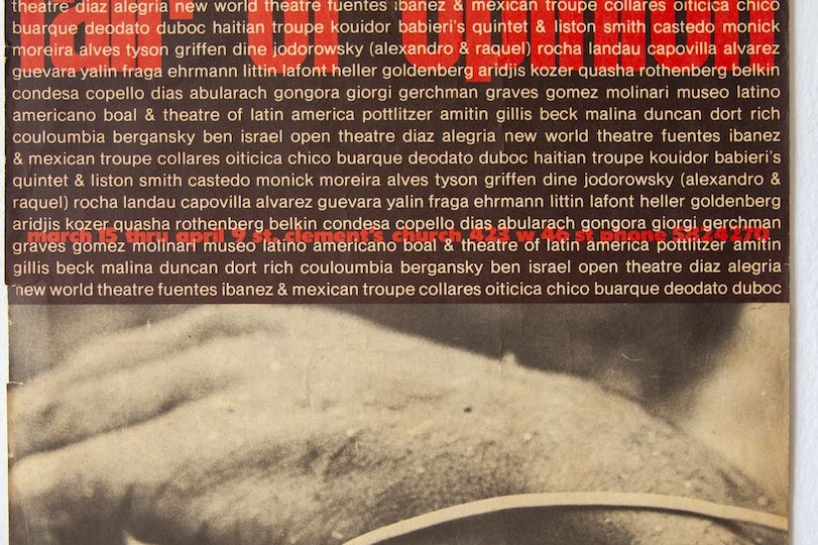 theatre diaz alegria new world theatre fuentes ibanez & mexican troupe collares oiticica chico
fair of opinion
buarque deodato duboc haitian troupe kouidor babieri's quintet & liston smith castedo monick
moreira alves tyson griffen dine jodorowsky (alexandro & raquel) rocha landau capovilla alvarez
guevara yalin fraga ehrmann littin lafont heller goldenberg aridjis kozer quasha rothenberg belkin
condesa copello dias abularach gongora giorgi gerchman graves gomez molinari museo latino
americano boal & theatre of latin america pottlitzer amitin gillis beck malina duncan dort rich
couloumbia bergansky ben israel open theatre diaz alegria new world theatre fuentes ibanez
& mexican troupe collares oiticica chico buarque deodato duboc haitian troupe kouidor babieri's
quintet & liston smith castedo monick moreira alves tyson griffen dine jodorowsky (alexandro &
raquel) rocha landau capovilla alvarez guevara yalin fraga ehrmann littin lafont heller goldenberg
aridjis kozer quasha rothenberg belkin condesa copello dias abularach gongora giorgi gerchman
march 15 thru april 9 st. clement's church 423 w 46 st phone 5824270
graves gomez molinari museo latino americano boal & theatre of latin america pottlitzer amitin
gillis beck malina duncan dort rich couloumbia bergansky ben israel open theatre diaz alegria
new world theatre fuentes ibanez & mexican troupe collares oiticica chico buarque deodato duboc